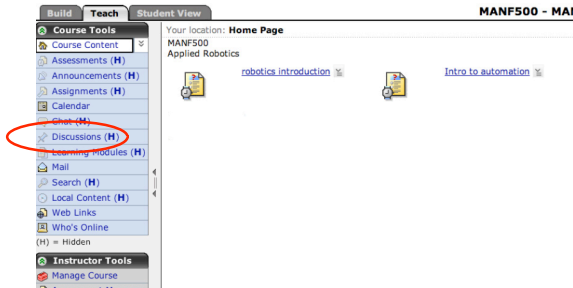 Build Teach Student View MANF500 - MAN
Course Tools
Your location: Home Page
Course Content
MANF500
Applied Robotics
Assessments (H)
robotics introduction
Intro to automation
Announcements (H)
Assignments (H)
Calendar
Chat (H)
Discussions (H)
Learning Modules (H)
Mail
Search (H)
Local Content (H)
Web Links
Who's Online
(H) = Hidden
Instructor Tools
Manage Course